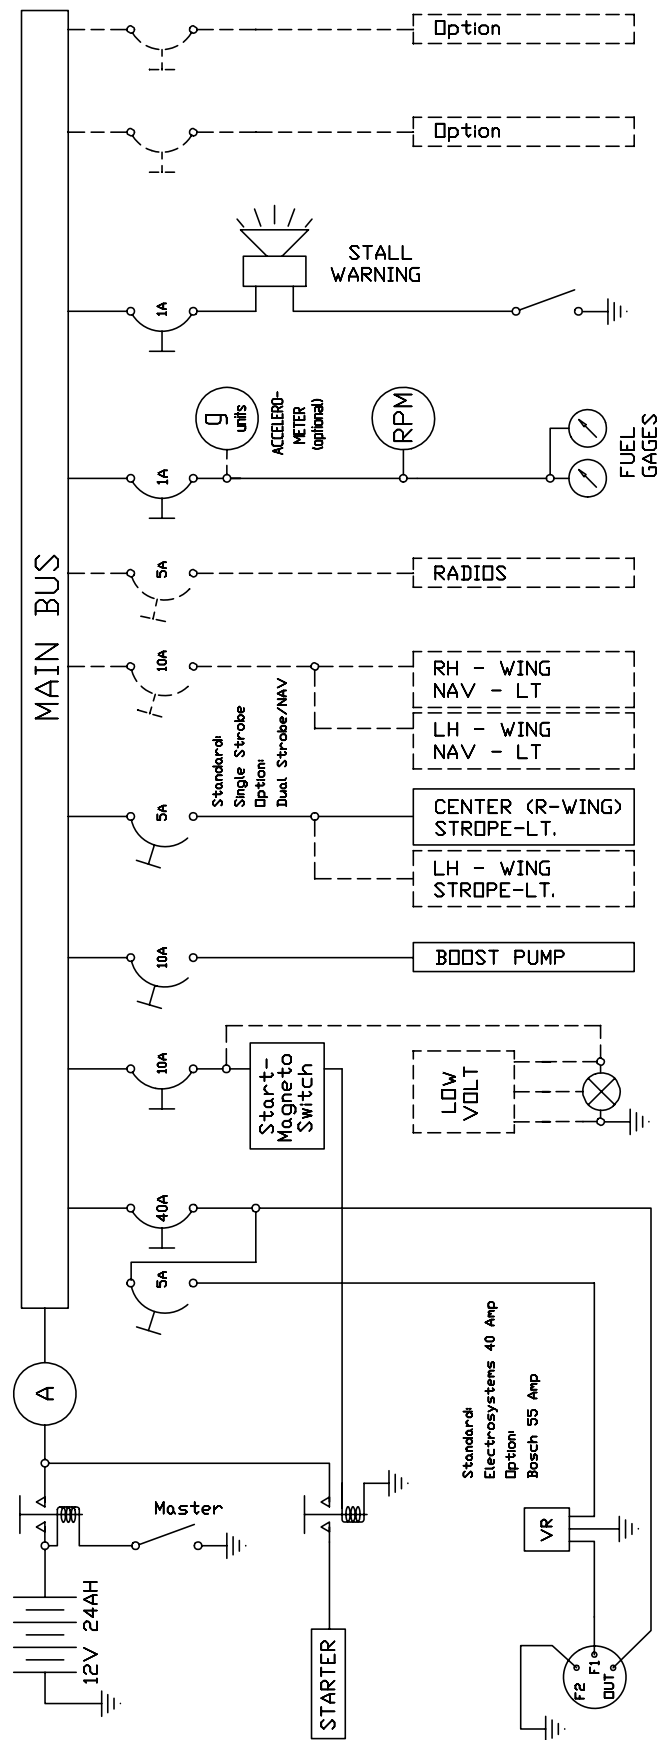 Option
Option
STALL
WARNING
1A
g
units
ACCELERO-
METER
(optional)
RPM
FUEL
GAGES
1A
MAIN BUS
5A
RADIOS
10A
RH - WING
NAV - LT
LH - WING
NAV - LT
Standard:
Single Strobe
Option:
Dual Strobe/NAV
5A
CENTER (R-WING)
STROPE-LT.
LH - WING
STROPE-LT.
10A
BOOST PUMP
10A
Start-
Magneto
Switch
LOW
VOLT
40A
5A
A
Standard:
Electrosystems 40 Amp
Option:
Bosch 55 Amp
Master
VR
12V 24AH
STARTER
F2
F1
OUT